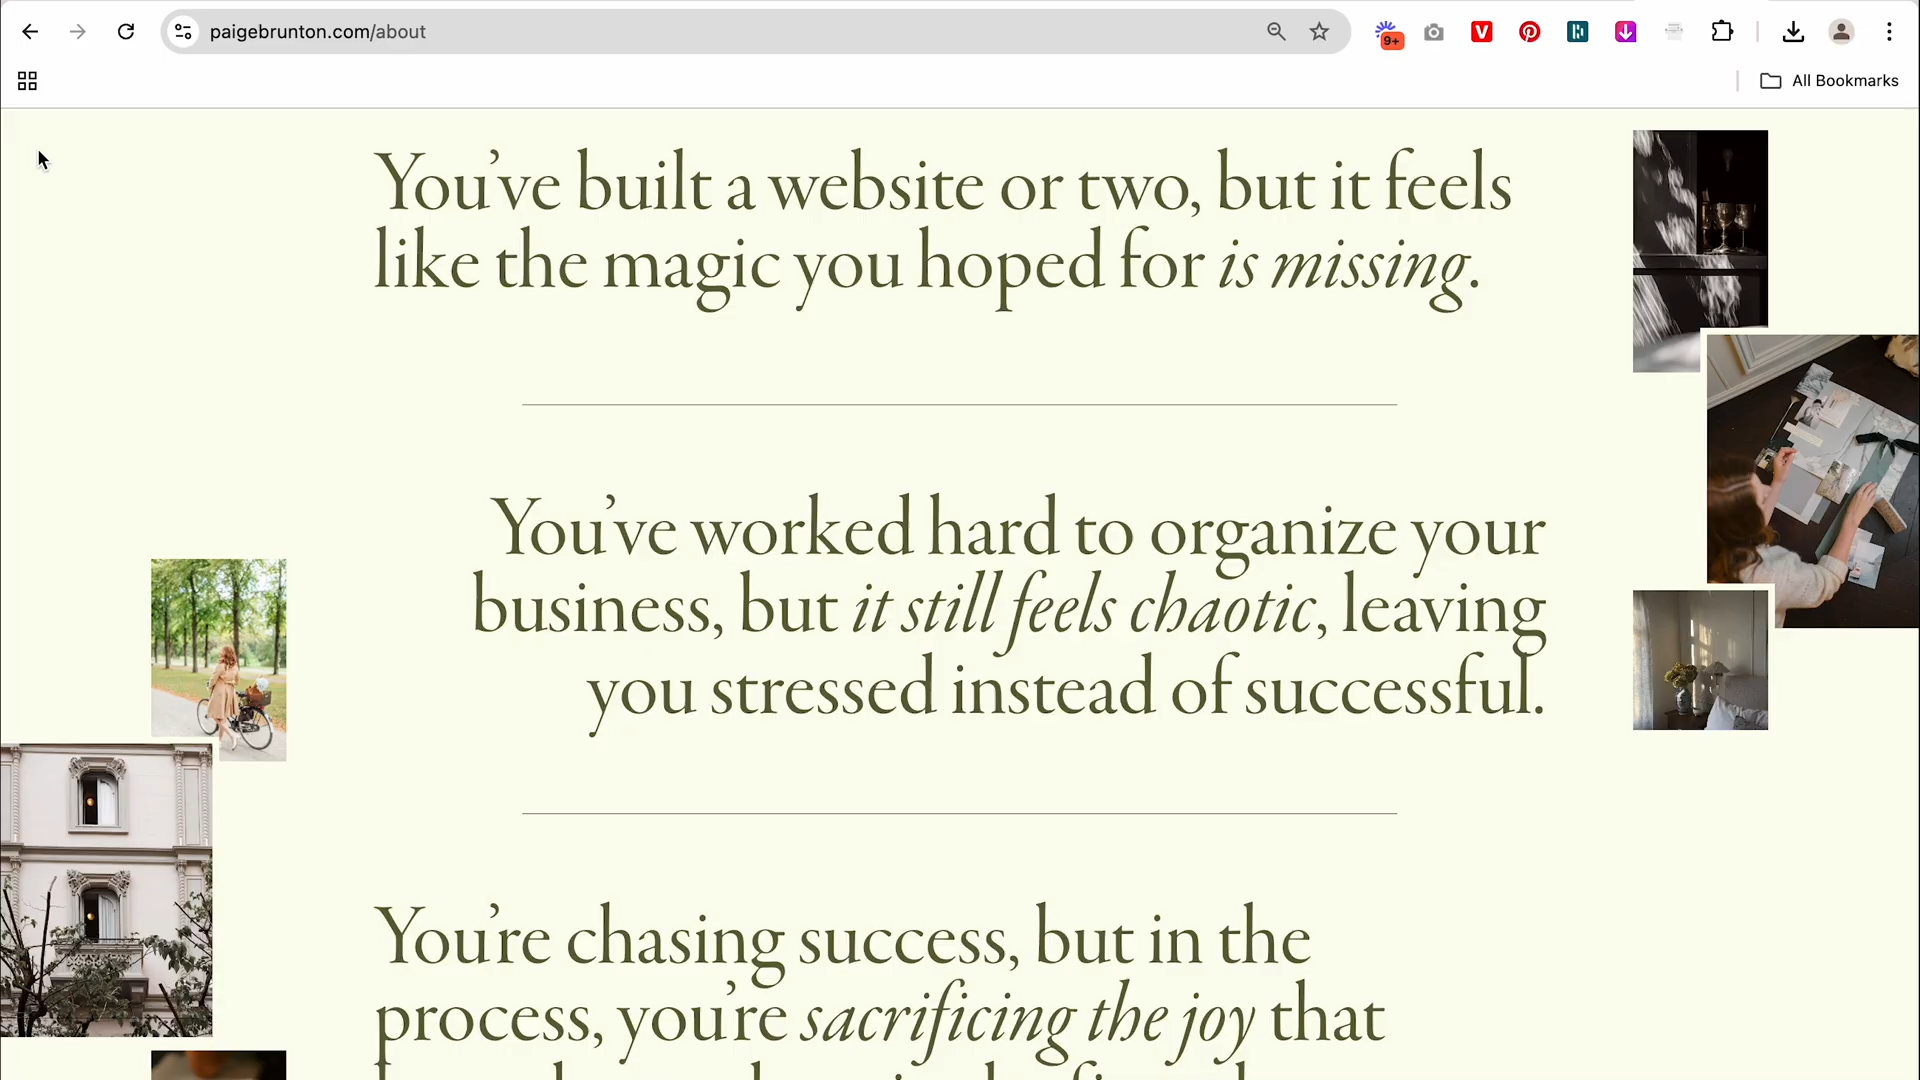 paigebrunton.com/about
9+
All Bookmarks
You've built a website or two, but it feels
like the magic you hoped for is missing.
You've worked hard to organize your
business, but it still feels chaotic, leaving
you stressed instead of successful.
You're chasing success, but in the
process, you're sacrificing the joy that